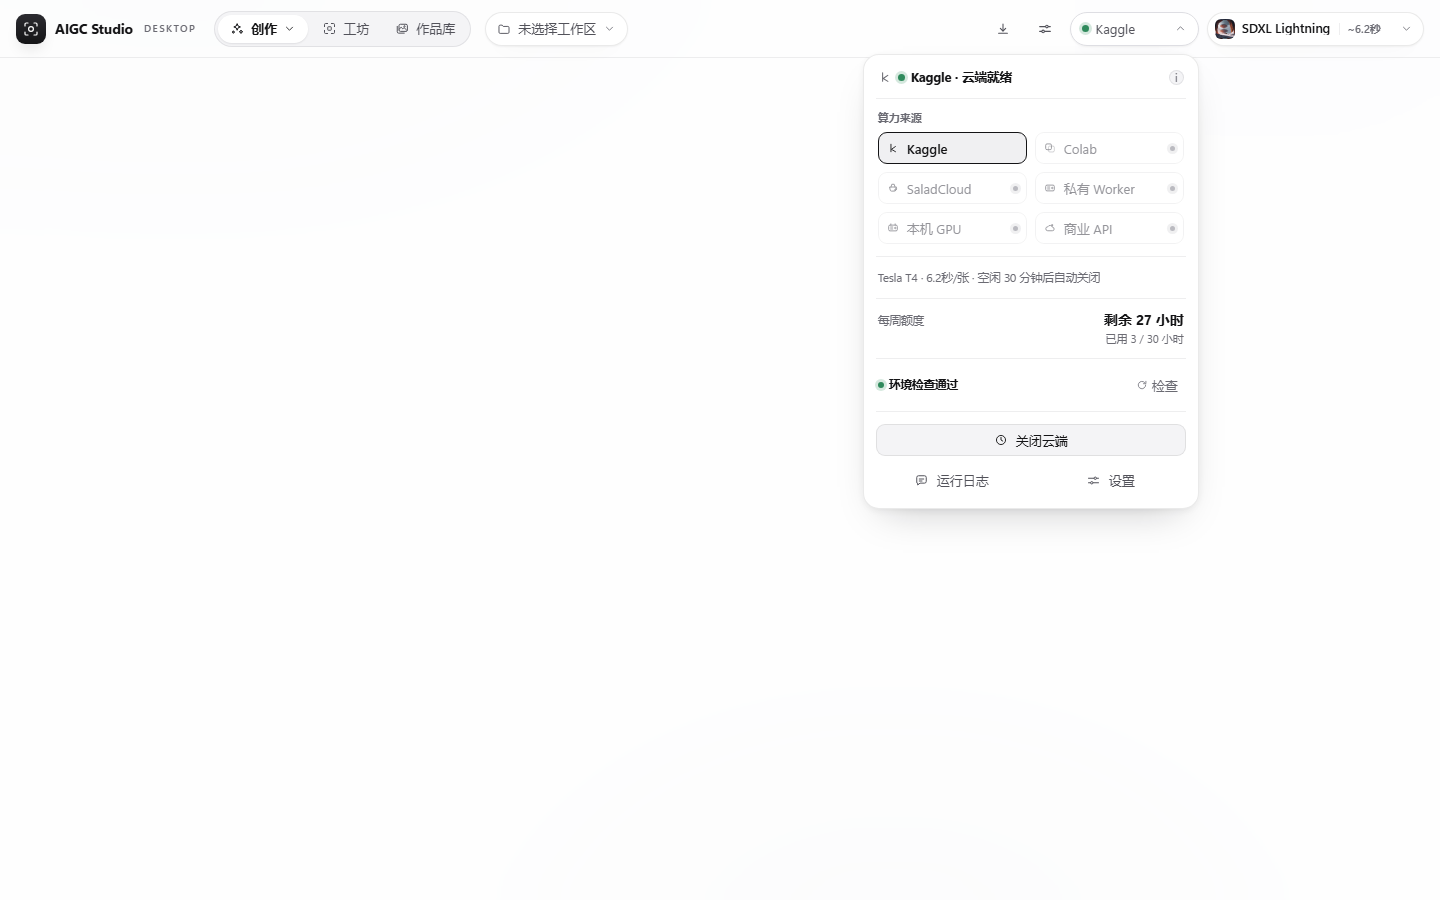 AIGC Studio DESKTOP 创作 工坊 作品库 未选择工作区 Kaggle SDXL Lightning ~6.2秒
Kaggle · 云端就绪
算力来源
Kaggle Colab
SaladCloud 私有 Worker
本机 GPU 商业 API
Tesla T4 · 6.2秒/张 · 空闲 30 分钟后自动关闭
每周额度 剩余 27 小时
已用 3 / 30 小时
环境检查通过 检查
关闭云端
运行日志 设置